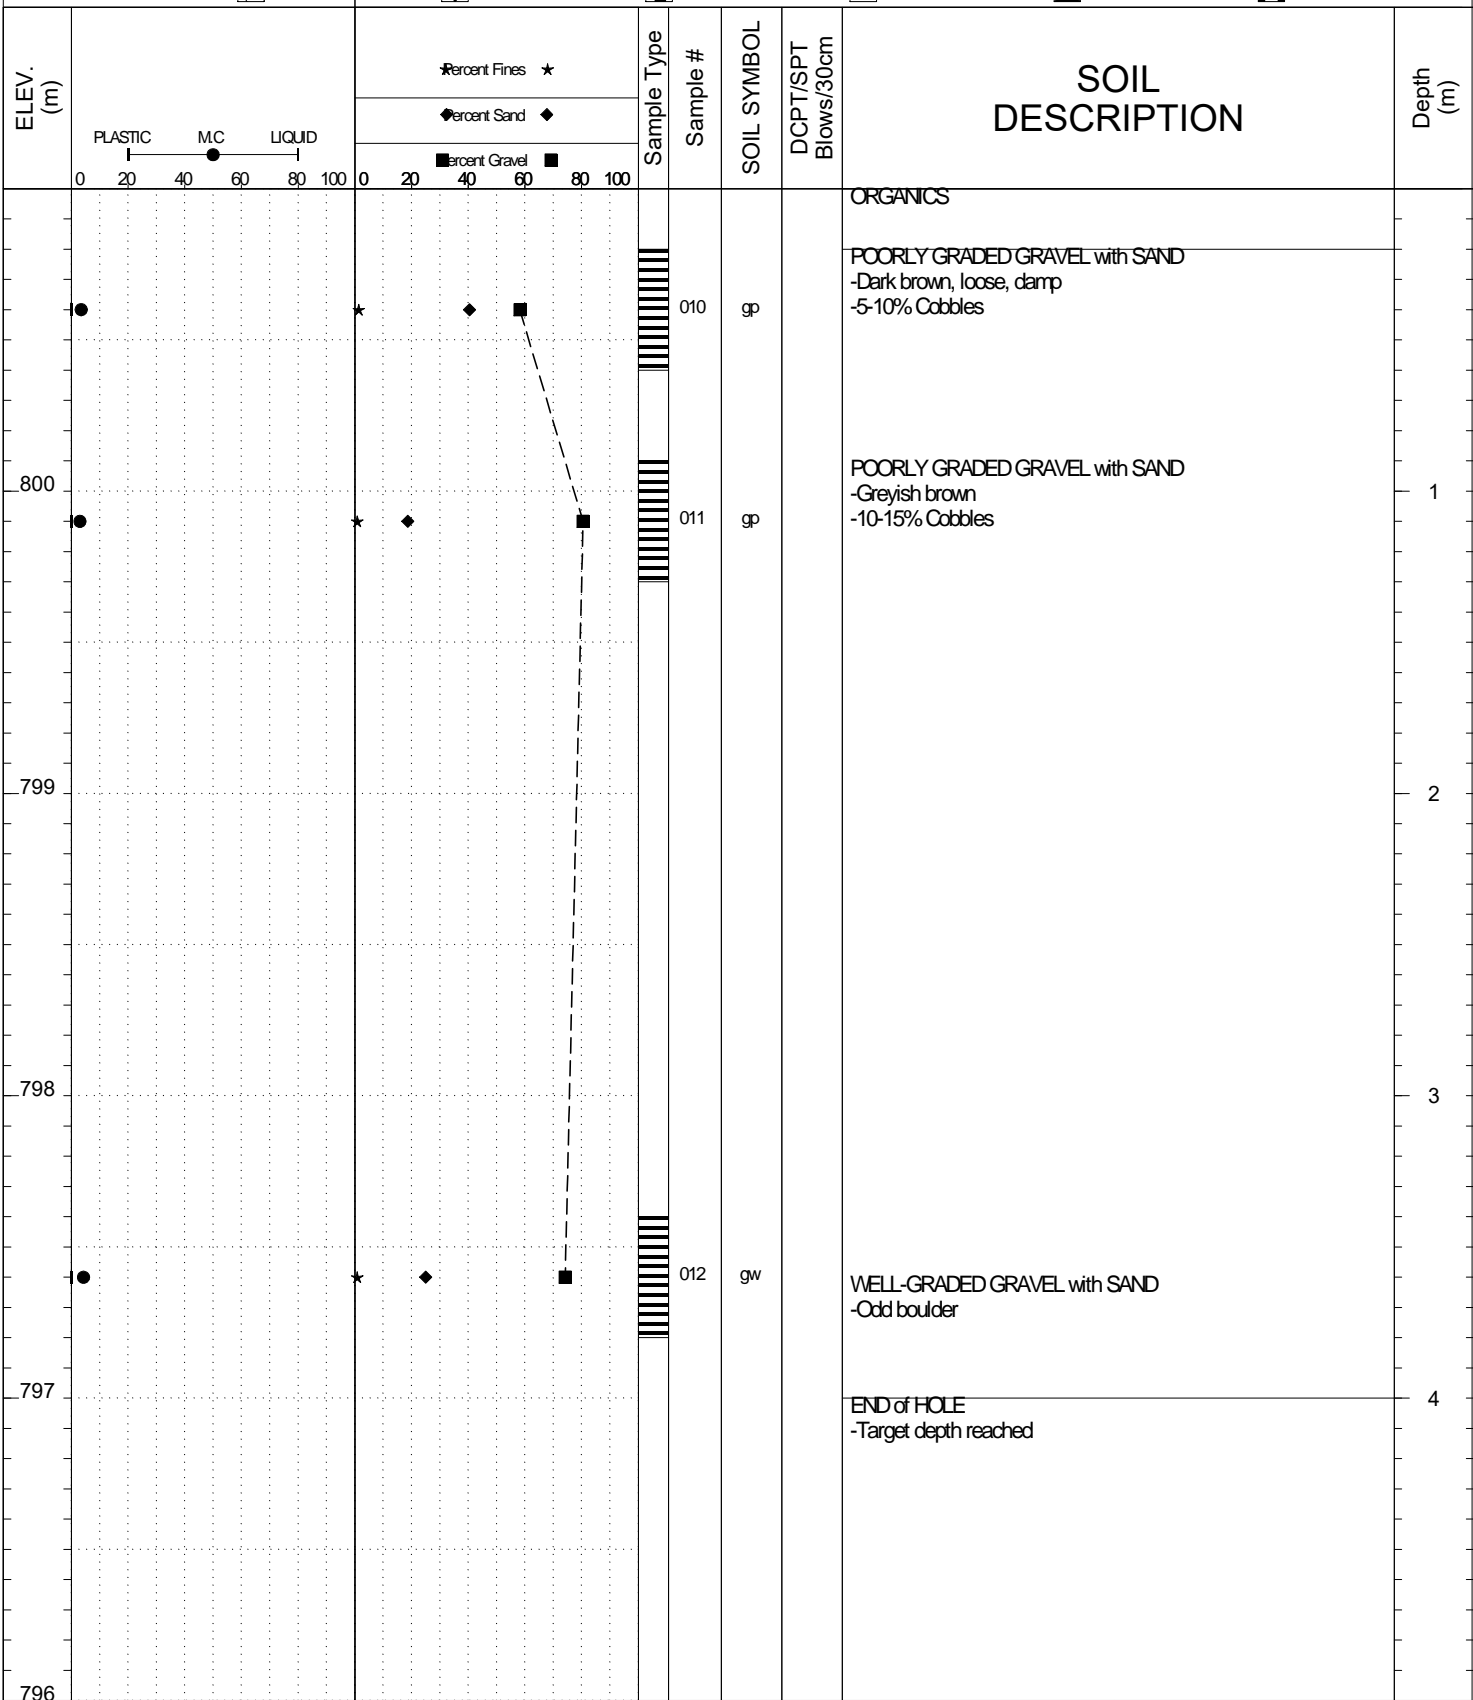 ELEV.
(m)
PLASTIC M.C LIQUID
0 20 40 60 80 100
Percent Fines
Percent Sand
Percent Gravel
0 20 40 60 80 100
Sample Type
Sample #
SOIL SYMBOL
DCPT/SPT
Blows/30cm
SOIL
DESCRIPTION
Depth
(m)
ORGANICS
POORLY GRADED GRAVEL with SAND
-Dark brown, loose, damp
010 gp -5-10% Cobbles
POORLY GRADED GRAVEL with SAND
800 -Greyish brown 1
011 gp -10-15% Cobbles
799 2
798 3
012 gw WELL-GRADED GRAVEL with SAND
-Odd boulder
797 4
END of HOLE
-Target depth reached
796